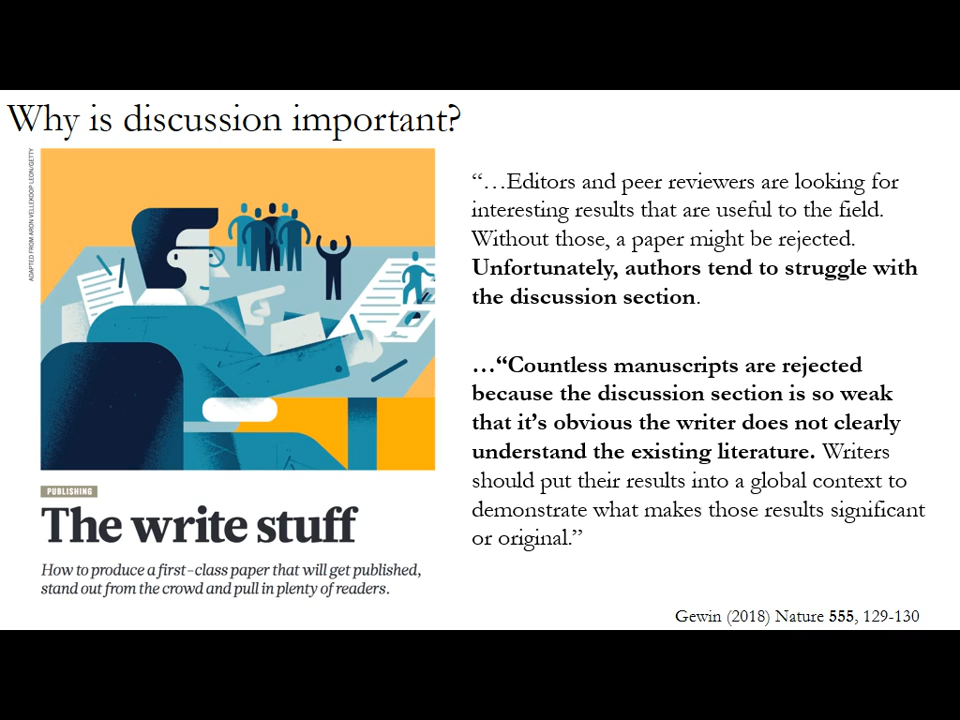 Why is discussion important?
ADAPTED FROM ARON VELLEKOOP LEON/GETTY
“…Editors and peer reviewers are looking for
interesting results that are useful to the field.
Without those, a paper might be rejected.
Unfortunately, authors tend to struggle with
the discussion section.
…“Countless manuscripts are rejected
because the discussion section is so weak
that it’s obvious the writer does not clearly
understand the existing literature. Writers
should put their results into a global context to
demonstrate what makes those results significant
or original.”
PUBLISHING
The write stuff
How to produce a first-class paper that will get published,
stand out from the crowd and pull in plenty of readers.
Gewin (2018) Nature 555, 129-130